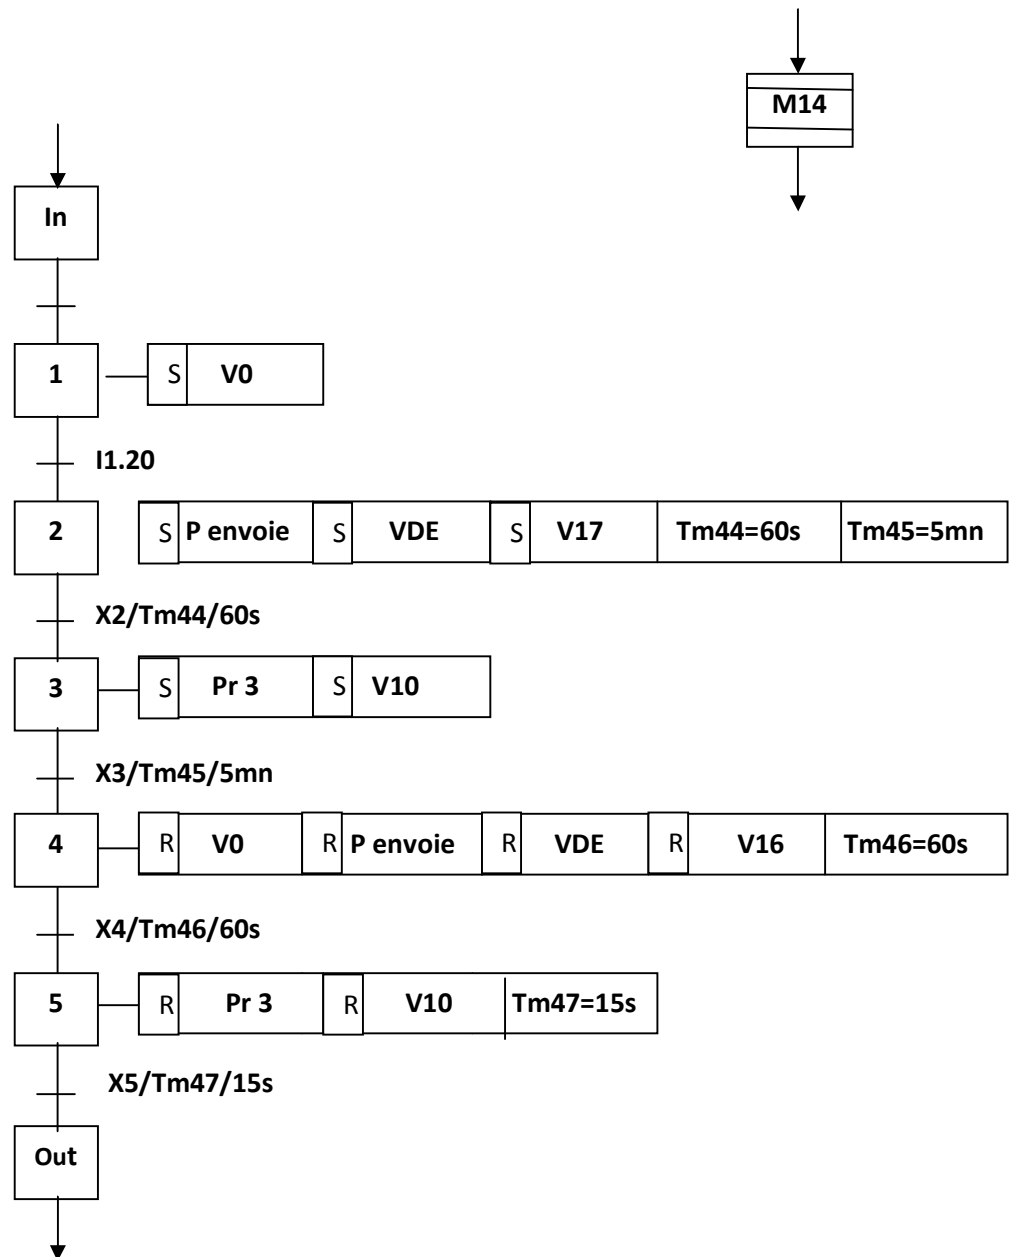 M14
In
1 S V0
I1.20
2 S P envoie S VDE S V17 Tm44=60s Tm45=5mn
X2/Tm44/60s
3 S Pr 3 S V10
X3/Tm45/5mn
4 R V0 R P envoie R VDE R V16 Tm46=60s
X4/Tm46/60s
5 R Pr 3 R V10 Tm47=15s
X5/Tm47/15s
Out